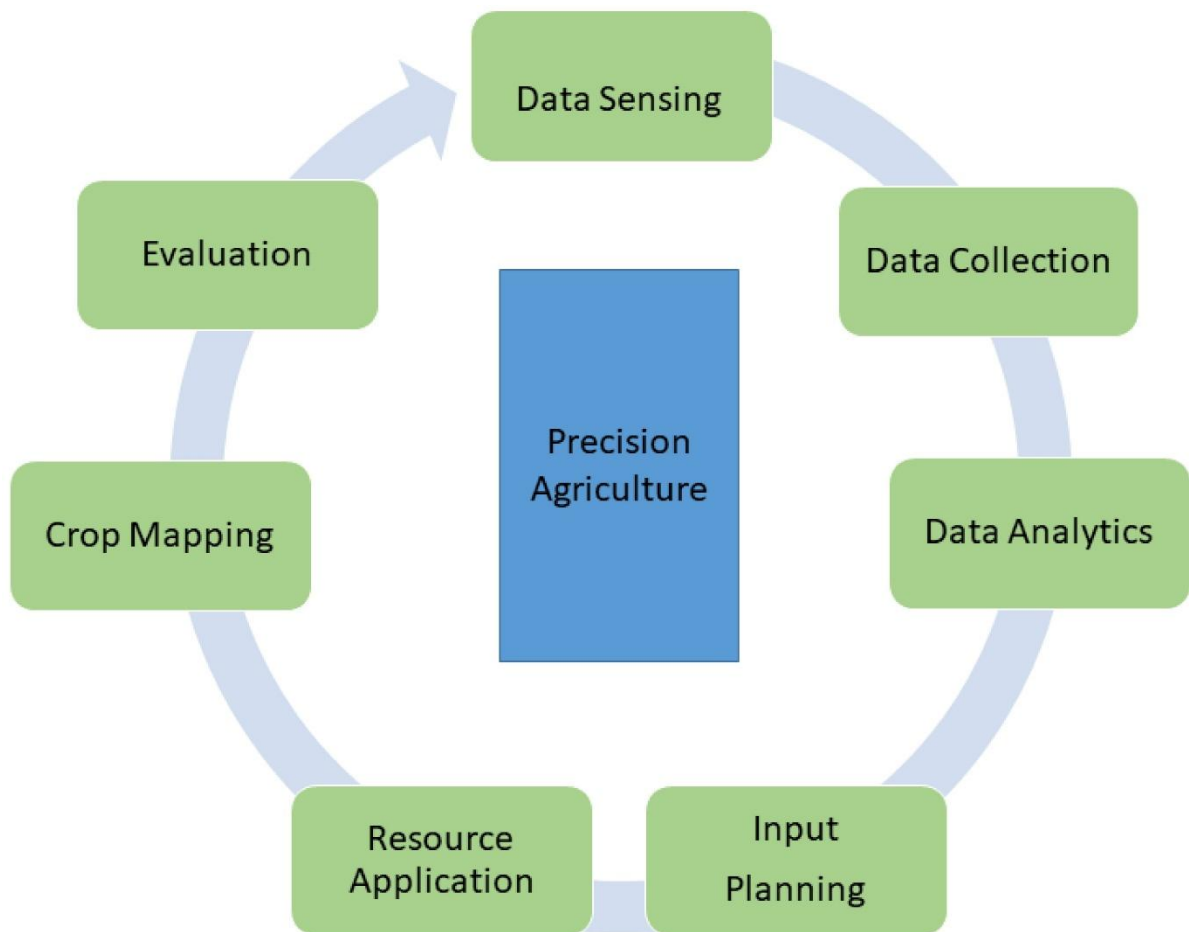 Data Sensing
Data Collection
Data Analytics
Input
Planning
Resource
Application
Crop Mapping
Evaluation
Precision
Agriculture